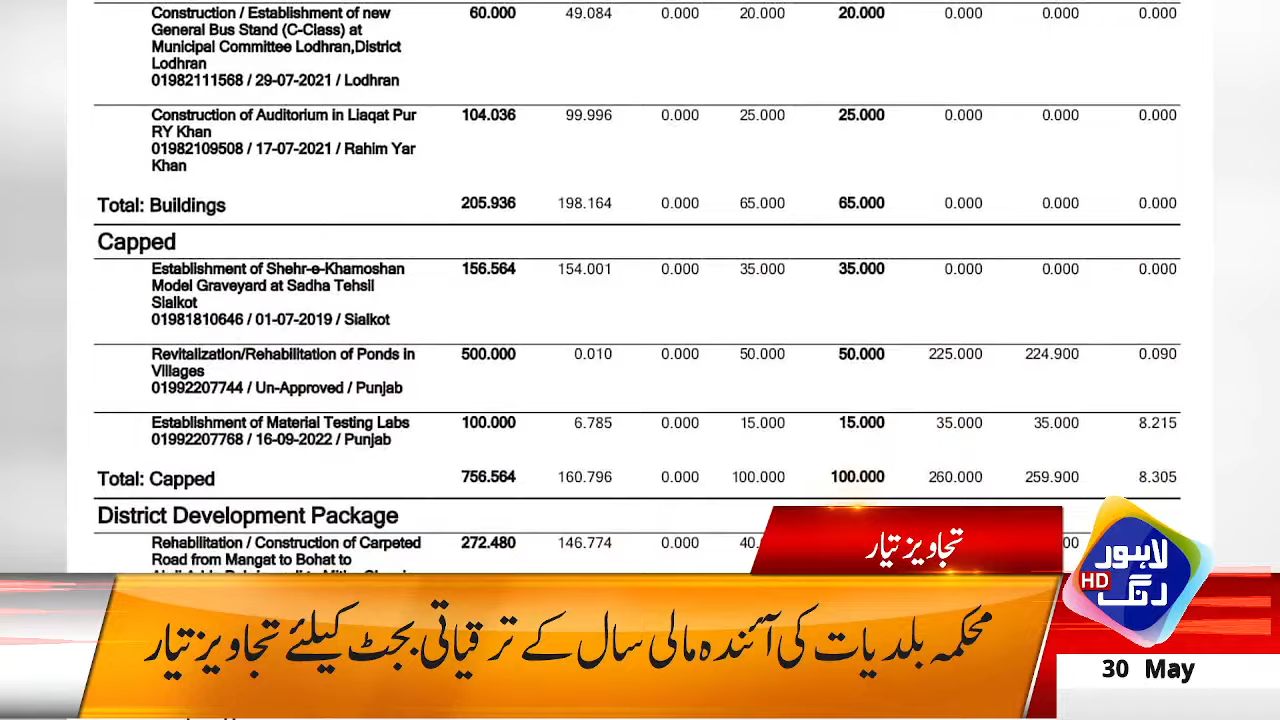 Construction / Establishment of new 60.000 49.084 0.000 20.000 20.000 0.000 0.000 0.000
General Bus Stand (C-Class) at
Municipal Committee Lodhran,District
Lodhran
01982111568 / 29-07-2021 / Lodhran
Construction of Auditorium in Liaqat Pur 104.036 99.996 0.000 25.000 25.000 0.000 0.000 0.000
RY Khan
01982109508 / 17-07-2021 / Rahim Yar
Khan
Total: Buildings 205.936 198.164 0.000 65.000 65.000 0.000 0.000 0.000
Capped
Establishment of Shehr-e-Khamoshan 156.564 154.001 0.000 35.000 35.000 0.000 0.000 0.000
Model Graveyard at Sadha Tehsil
Sialkot
01981810646 / 01-07-2019 / Sialkot
Revitalization/Rehabilitation of Ponds in 500.000 0.010 0.000 50.000 50.000 225.000 224.900 0.090
Villages
01992207744 / Un-Approved / Punjab
Establishment of Material Testing Labs 100.000 6.785 0.000 15.000 15.000 35.000 35.000 8.215
01992207768 / 16-09-2022 / Punjab
Total: Capped 756.564 160.796 0.000 100.000 100.000 260.000 259.900 8.305
District Development Package
Rehabilitation / Construction of Carpeted 272.480 146.774 0.000
Road from Mangat to Bohat to
تجاویز تیار
لاہور
HD رنگ
محکمہ بلدیات کی آئندہ مالی سال کے ترقیاتی بجٹ کیلئے تجاویز تیار
30 May